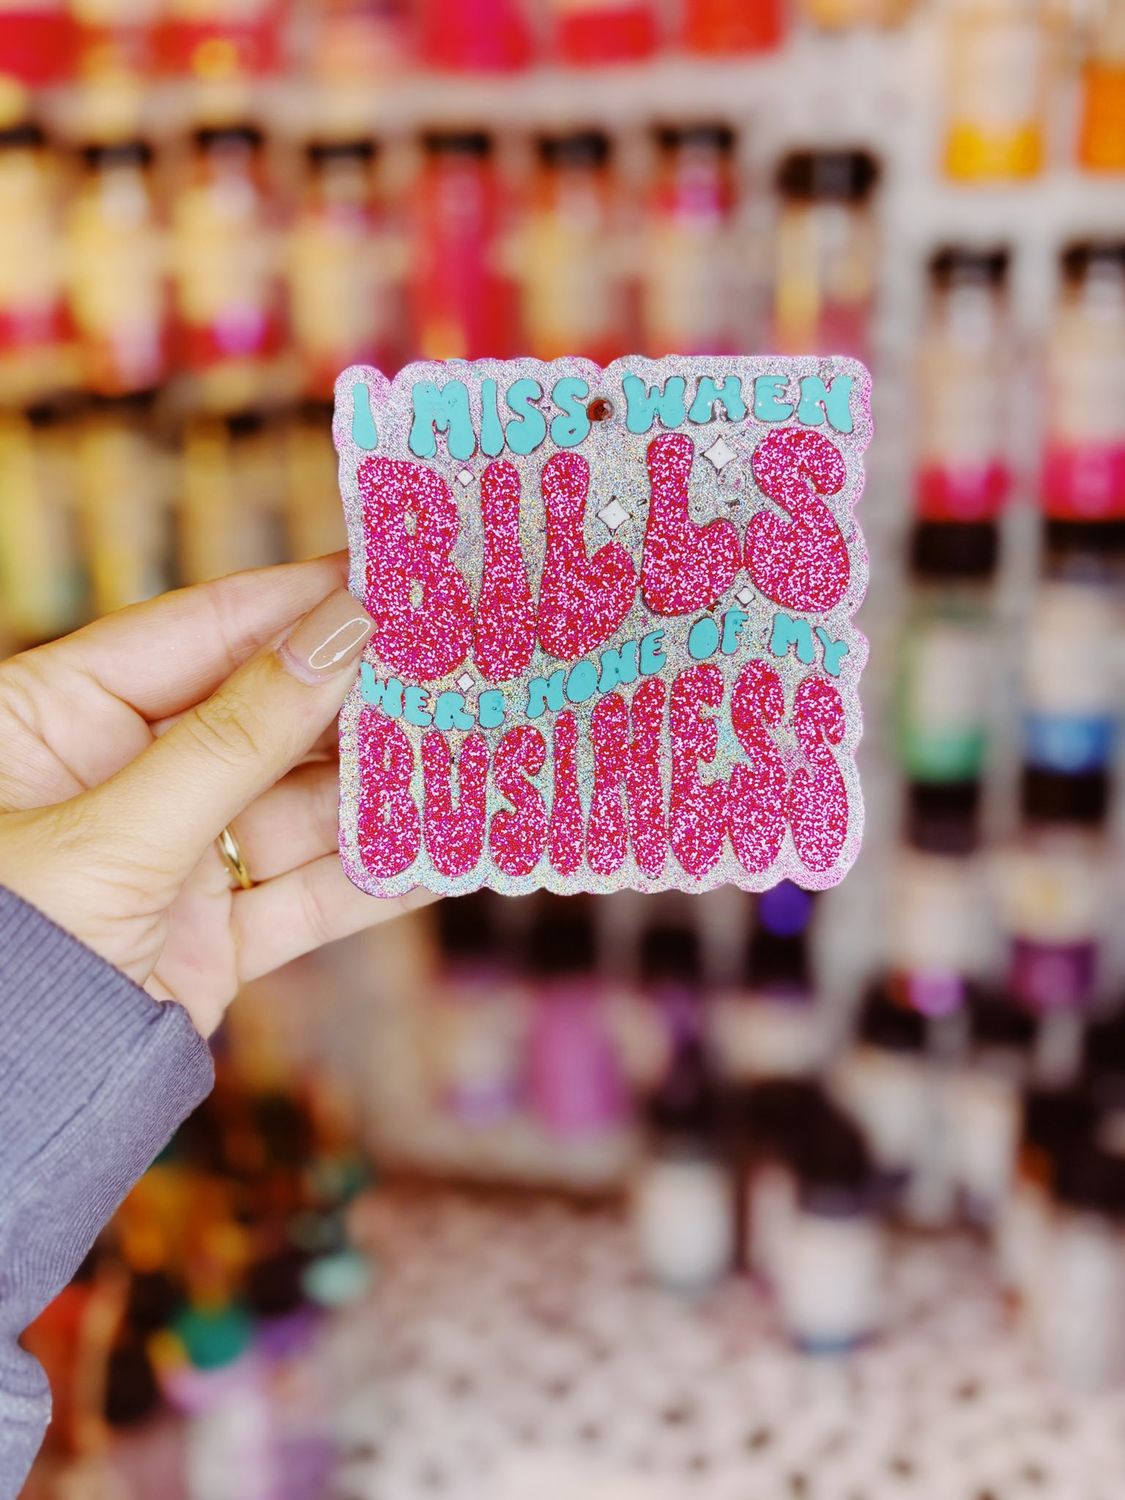 I MISS WHEN
BILLS
WERE NONE OF MY
BUSINESS